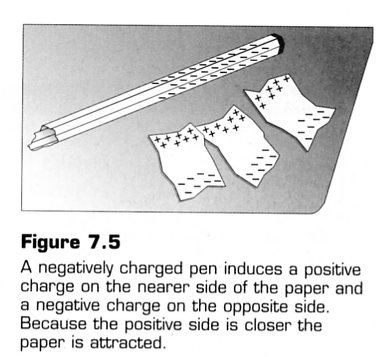 Figure 7.5
A negatively charged pen induces a positive
charge on the nearer side of the paper and
a negative charge on the opposite side.
Because the positive side is closer the
paper is attracted.